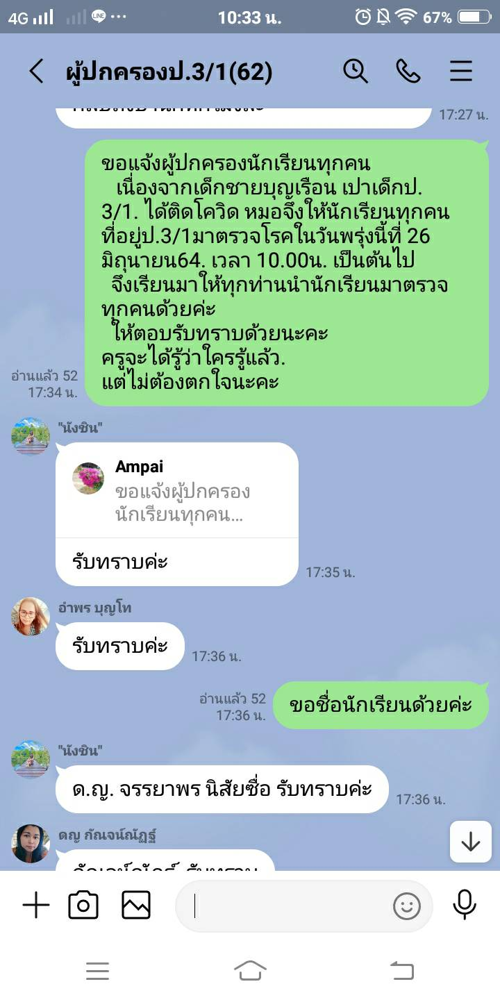 4G LINE 10:33 น. 67%
ผู้ปกครองป.3/1(62)
17:27 น.
ขอแจ้งผู้ปกครองนักเรียนทุกคน
เนื่องจากเด็กชายบุญเรือน เปาเด็กป.
3/1. ได้ติดโควิด หมอจึงให้นักเรียนทุกคน
ที่อยู่ป.3/1มาตรวจโรคในวันพรุ่งนี้ที่ 26
มิถุนายน64. เวลา 10.00น. เป็นต้นไป
จึงเรียนมาให้ทุกท่านนำนักเรียนมาตรวจ
ทุกคนด้วยค่ะ
ให้ตอบรับทราบด้วยนะคะ
ครูจะได้รู้ว่าใครรู้แล้ว.
แต่ไม่ต้องตกใจนะคะ
อ่านแล้ว 52
17:34 น.
"นังชิน"
Ampai
ขอแจ้งผู้ปกครอง
นักเรียนทุกคน...
รับทราบค่ะ
17:35 น.
อำพร บุญโท
รับทราบค่ะ
17:36 น.
อ่านแล้ว 52
17:36 น.
ขอชื่อนักเรียนด้วยค่ะ
"นังชิน"
ด.ญ. จรรยาพร นิสัยซื่อ รับทราบค่ะ
17:36 น.
ดญ กัณจน์ณัฏฐ์